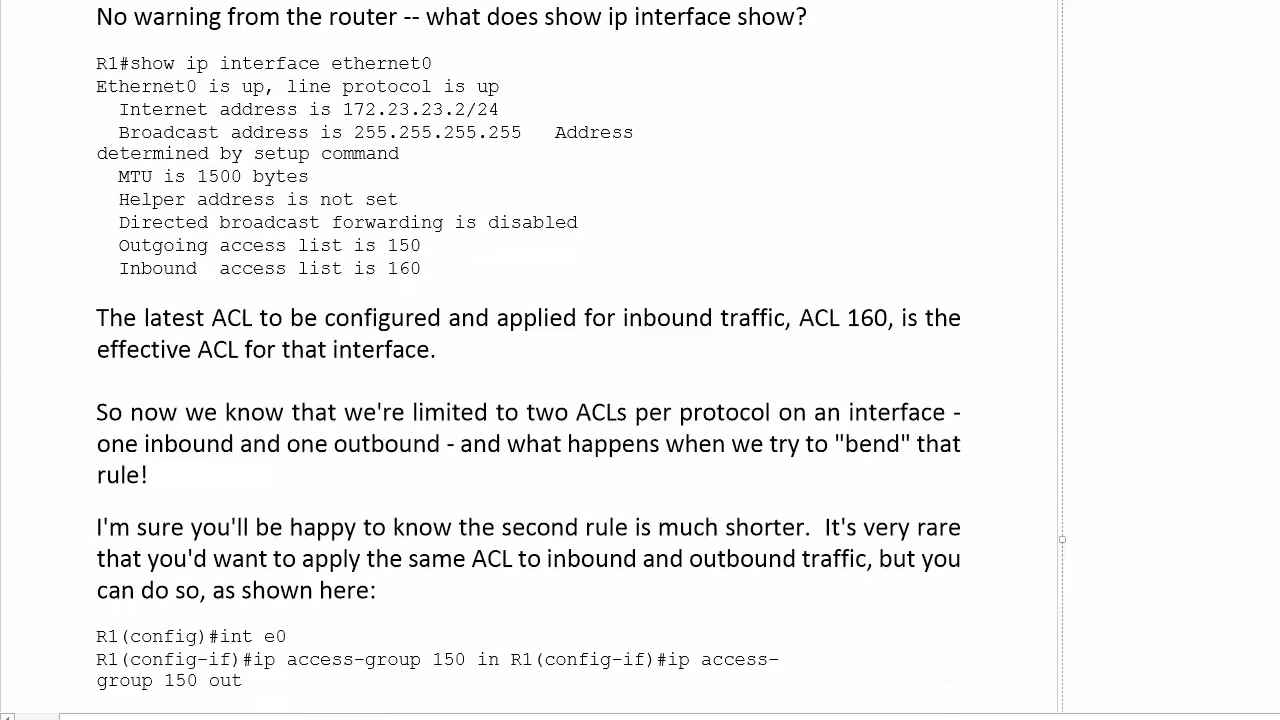 No warning from the router -- what does show ip interface show?
R1#show ip interface ethernet0
Ethernet0 is up, line protocol is up
Internet address is 172.23.23.2/24
Broadcast address is 255.255.255.255   Address
determined by setup command
MTU is 1500 bytes
Helper address is not set
Directed broadcast forwarding is disabled
Outgoing access list is 150
Inbound  access list is 160
The latest ACL to be configured and applied for inbound traffic, ACL 160, is the
effective ACL for that interface.
So now we know that we're limited to two ACLs per protocol on an interface -
one inbound and one outbound - and what happens when we try to "bend" that
rule!
I'm sure you'll be happy to know the second rule is much shorter.  It's very rare
that you'd want to apply the same ACL to inbound and outbound traffic, but you
can do so, as shown here:
R1(config)#int e0
R1(config-if)#ip access-group 150 in R1(config-if)#ip access-
group 150 out